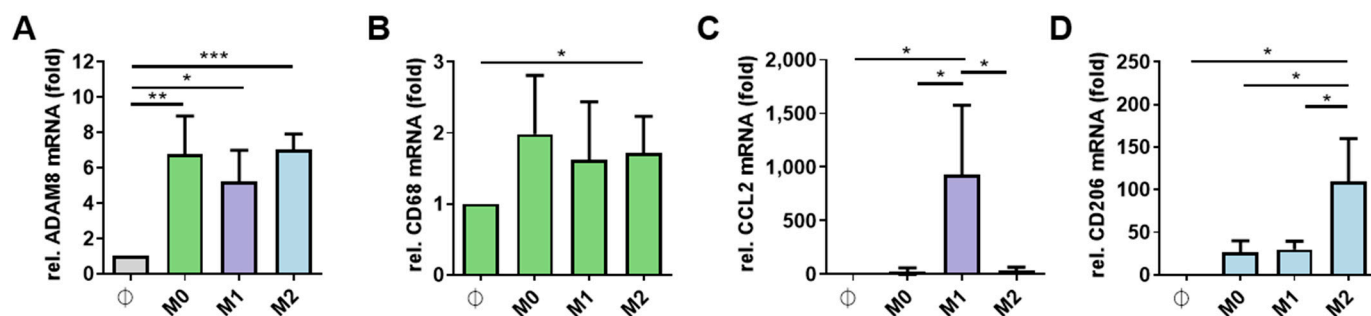 A
rel. ADAM8 mRNA (fold)
12
10
8
6
4
2
0
***
*
**
Φ
M0
M1
M2
B
rel. CD68 mRNA (fold)
3
2
1
0
*
Φ
M0
M1
M2
C
rel. CCL2 mRNA (fold)
2,000
1,500
1,000
500
0
*
*
*
Φ
M0
M1
M2
D
rel. CD206 mRNA (fold)
250
200
150
100
50
0
*
*
*
Φ
M0
M1
M2